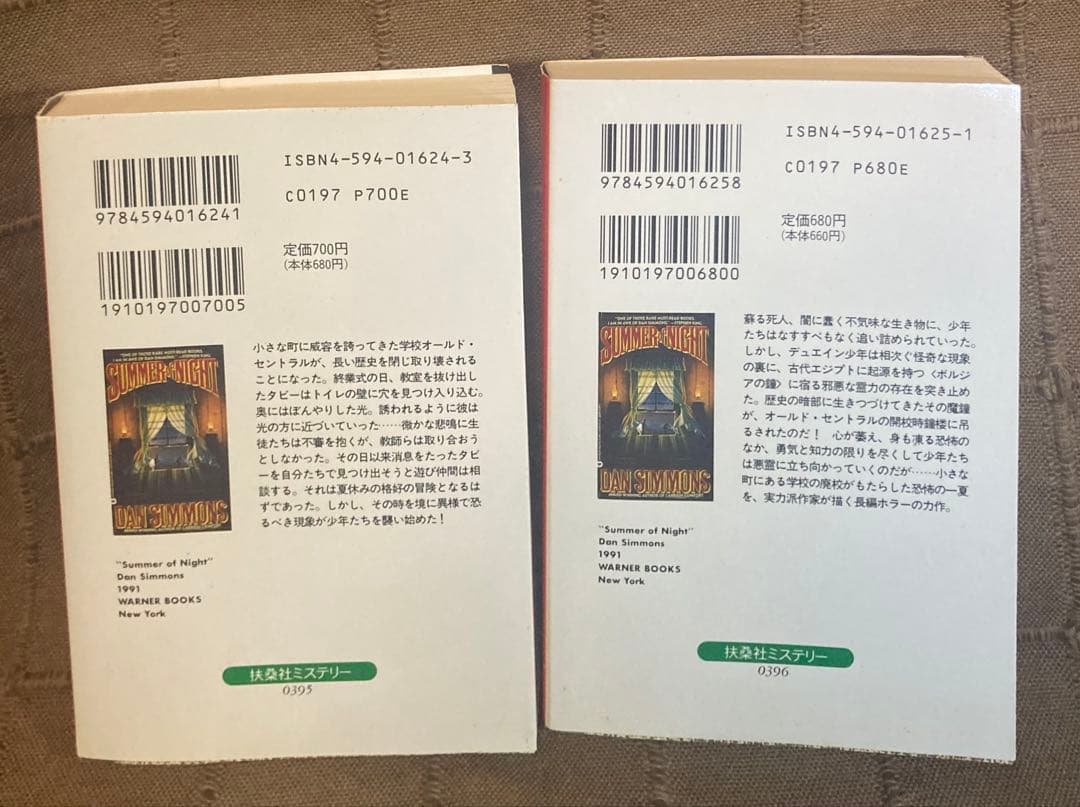 ISBN4-594-01624-3
C0197 P700E
9784594016241
定価700円
(本体680円)
1910197007005
小さな町に威容を誇ってきた学校オールド・
セントラルが、長い歴史を閉じ取り壊される
ことになった。終業式の日、教室を抜け出し
たタビーはトイレの壁に穴を見つけ入り込む。
奥にはぼんやりした光。誘われるように彼は
光の方に近づいていった……微かな悲鳴に生
徒たちは不審を抱くが、教師らは取り合おう
としなかった。その日以来消息をたったタビ
ーを自分たちで見つけ出そうと遊び仲間は相
談する。それは夏休みの格好の冒険となるは
ずであった。しかし、その時を境に異様で恐
るべき現象が少年たちを襲い始めた!
SUMMER of NIGHT
DAN SIMMONS
"Summer of Night"
Dan Simmons
1991
WARNER BOOKS
New York
扶桑社ミステリー
0395
ISBN4-594-01625-1
C0197 P680E
9784594016258
定価680円
(本体660円)
1910197006800
蘇る死人、闇に蠢く不気味な生き物に、少年
たちはなすすべもなく追い詰められていった。
しかし、デュエイン少年は相次ぐ怪奇な現象
の裏に、古代エジプトに起源を持つ〈ボルジ
アの鐘〉に宿る邪悪な霊力の存在を突き止め
た。歴史の暗部に生きつづけてきたその魔鐘
が、オールド・セントラルの開校時鐘楼に吊
るされたのだ! 心が萎え、身も凍る恐怖の
なか、勇気と知力の限りを尽くして少年たち
は悪霊に立ち向かっていくのだが……小さな
町にある学校の廃校がもたらした恐怖の一夏
を、実力派作家が描く長編ホラーの力作。
"ONE OF THOSE RARE MUST-READ BOOKS.
I AM IN AWE OF DAN SIMMONS." —STEPHEN KING
SUMMER of NIGHT
DAN SIMMONS
"Summer of Night"
Dan Simmons
1991
WARNER BOOKS
New York
扶桑社ミステリー
0396